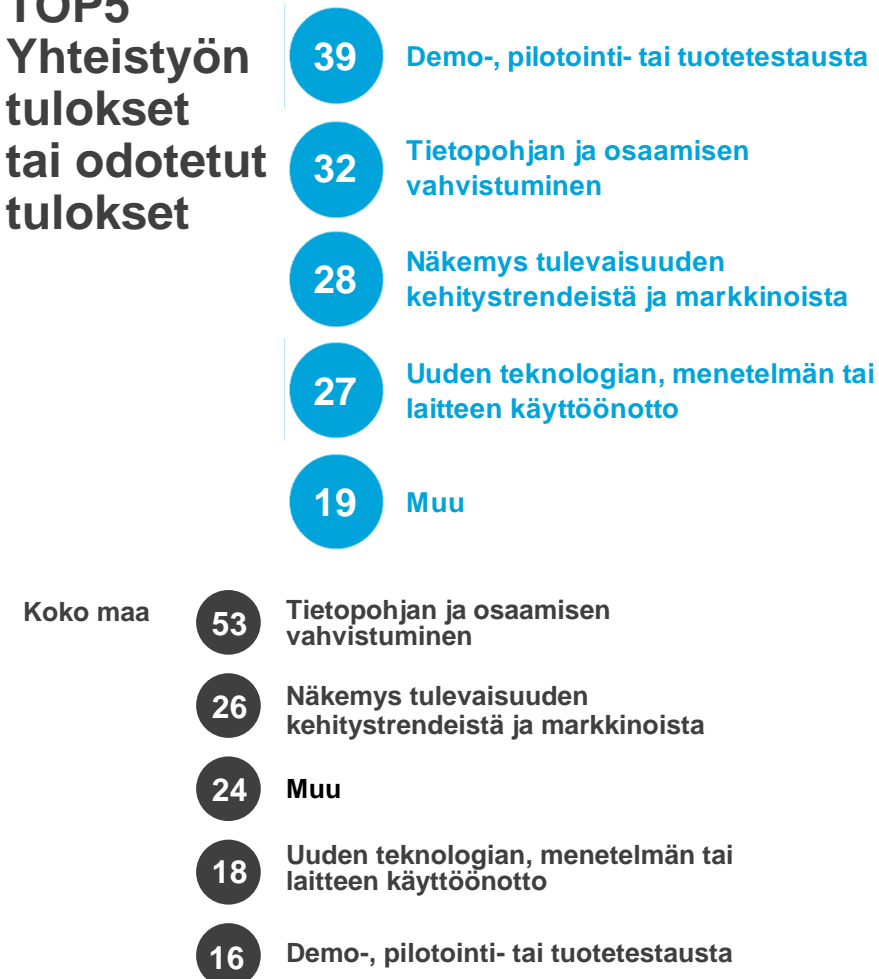 TOP5
Yhteistyön
tulokset
tai odotetut
tulokset
39
Demo-, pilotointi- tai tuotetestausta
32
Tietopohjan ja osaamisen
vahvistuminen
28
Näkemys tulevaisuuden
kehitystrendeistä ja markkinoista
27
Uuden teknologian, menetelmän tai
laitteen käyttöönotto
19
Muu
Koko maa
53
Tietopohjan ja osaamisen
vahvistuminen
26
Näkemys tulevaisuuden
kehitystrendeistä ja markkinoista
24
Muu
18
Uuden teknologian, menetelmän tai
laitteen käyttöönotto
16
Demo-, pilotointi- tai tuotetestausta